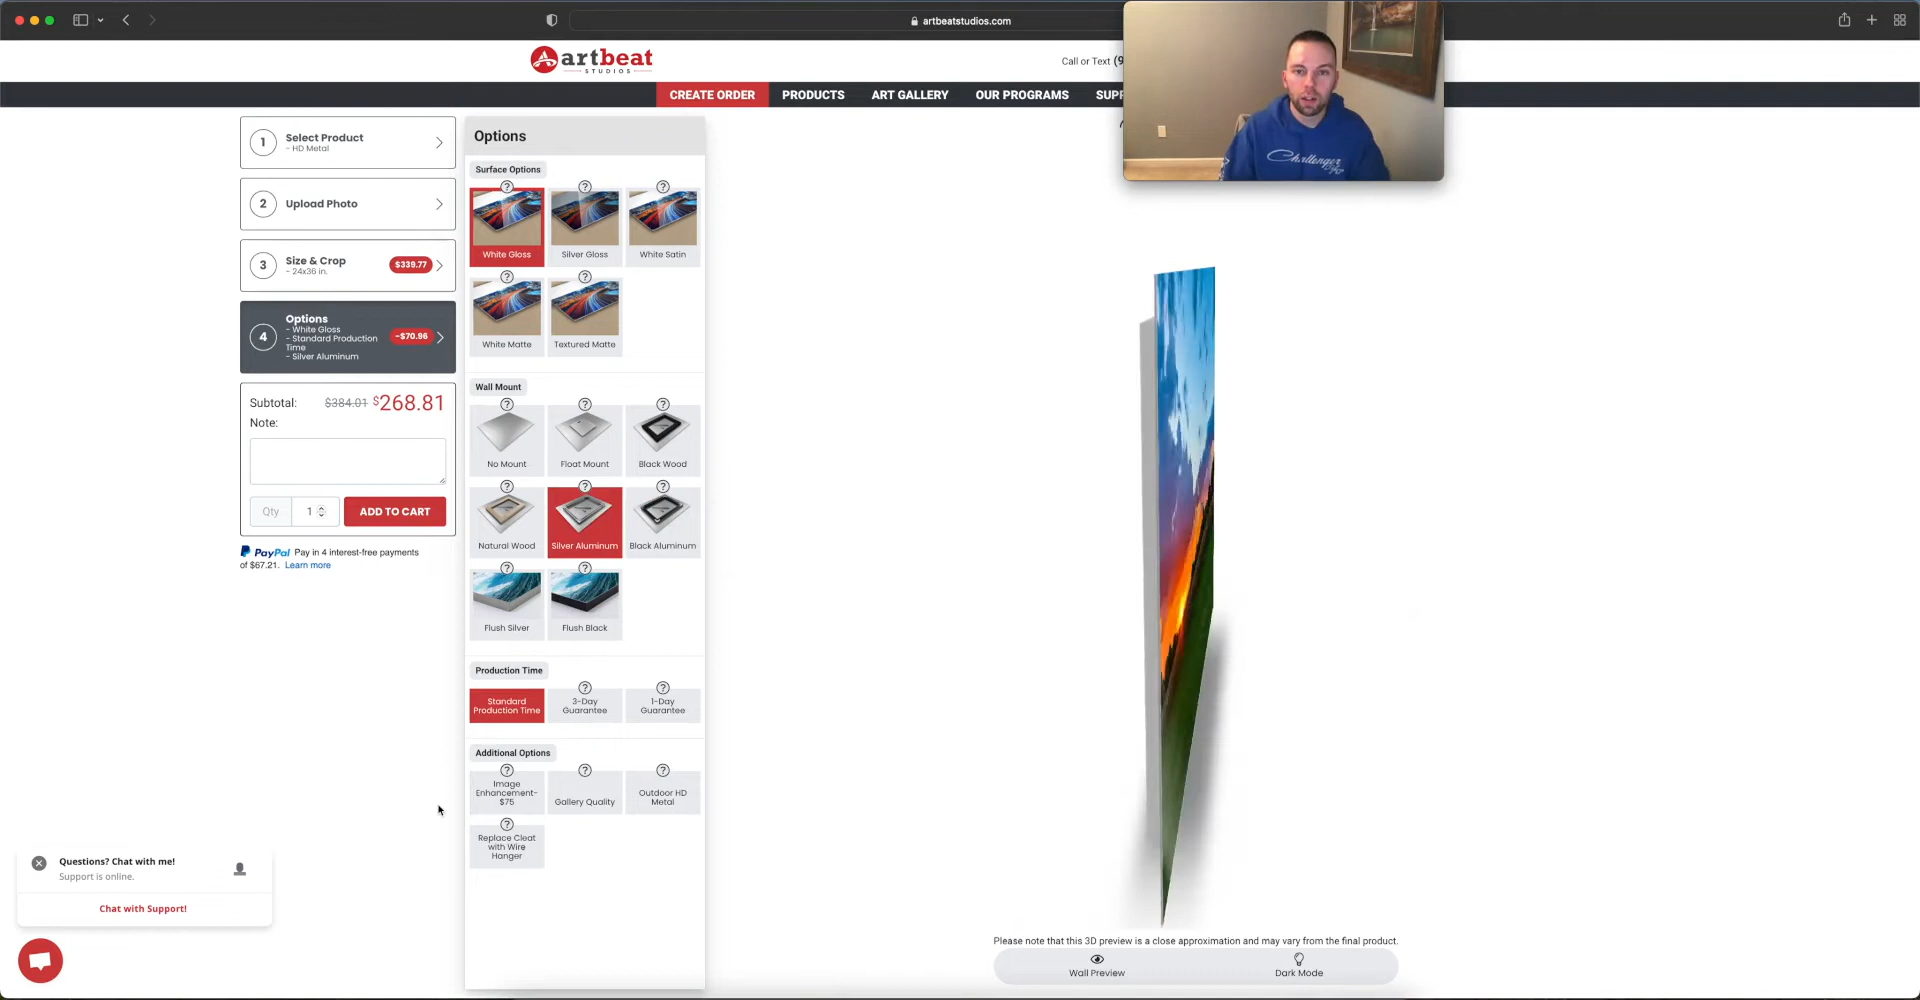 artbeatstudios.com
artbeat
STUDIOS
Call or Text (9
CREATE ORDER
PRODUCTS
ART GALLERY
OUR PROGRAMS
SUPP
1
Select Product
- HD Metal
2
Upload Photo
3
Size & Crop
- 24x36 in.
$339.77
4
Options
- White Gloss
- Standard Production
Time
- Silver Aluminum
-$70.96
Subtotal: $384.01 $268.81
Note:
Qty 1
ADD TO CART
PayPal Pay in 4 interest-free payments
of $67.21. Learn more
Options
Surface Options
? ? ?
White Gloss
Silver Gloss
White Satin
? ?
White Matte
Textured Matte
Wall Mount
? ? ?
No Mount
Float Mount
Black Wood
? ? ?
Natural Wood
Silver Aluminum
Black Aluminum
? ?
Flush Silver
Flush Black
Production Time
? ?
Standard
Production Time
3-Day
Guarantee
1-Day
Guarantee
Additional Options
? ? ?
Image
Enhancement-
$75
Gallery Quality
Outdoor HD
Metal
?
Replace Cleat
with Wire
Hanger
Challenger
Questions? Chat with me!
Support is online.
Chat with Support!
Please note that this 3D preview is a close approximation and may vary from the final product.
Wall Preview
Dark Mode